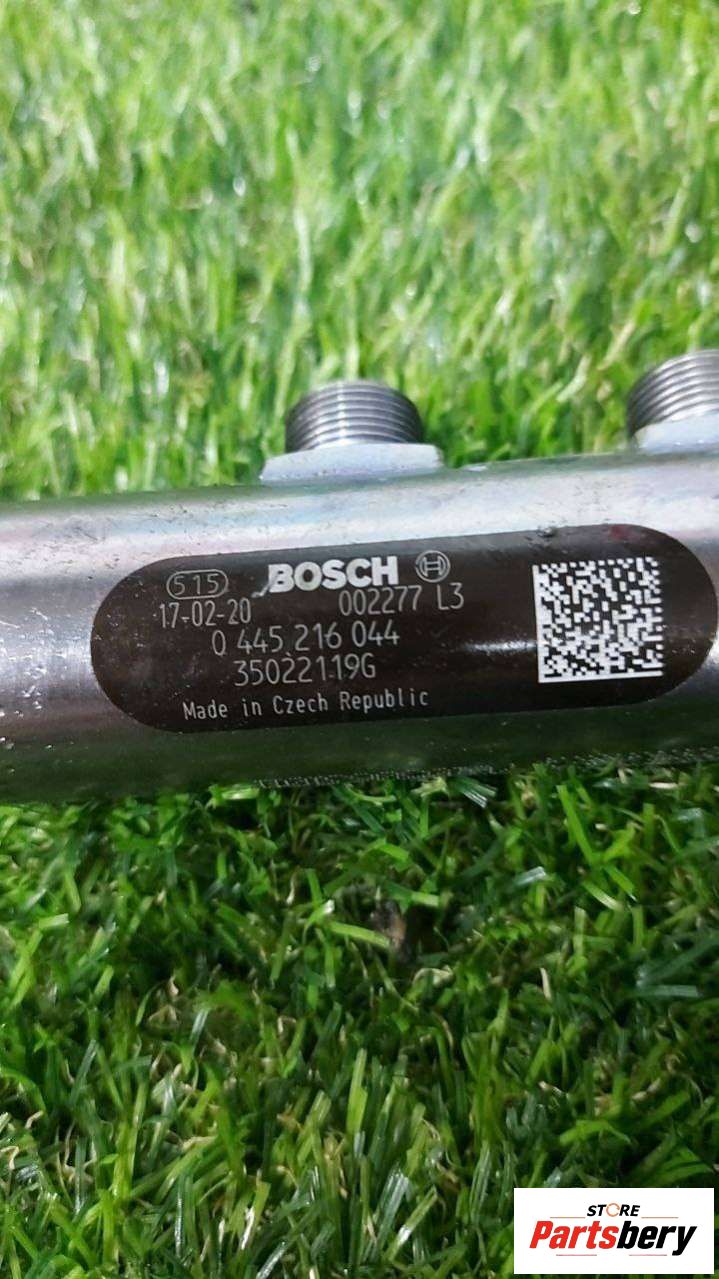 515 BOSCH
17-02-20 002277 L3
0 445 216 044
35022119G
Made in Czech Republic
STORE
Partsbery